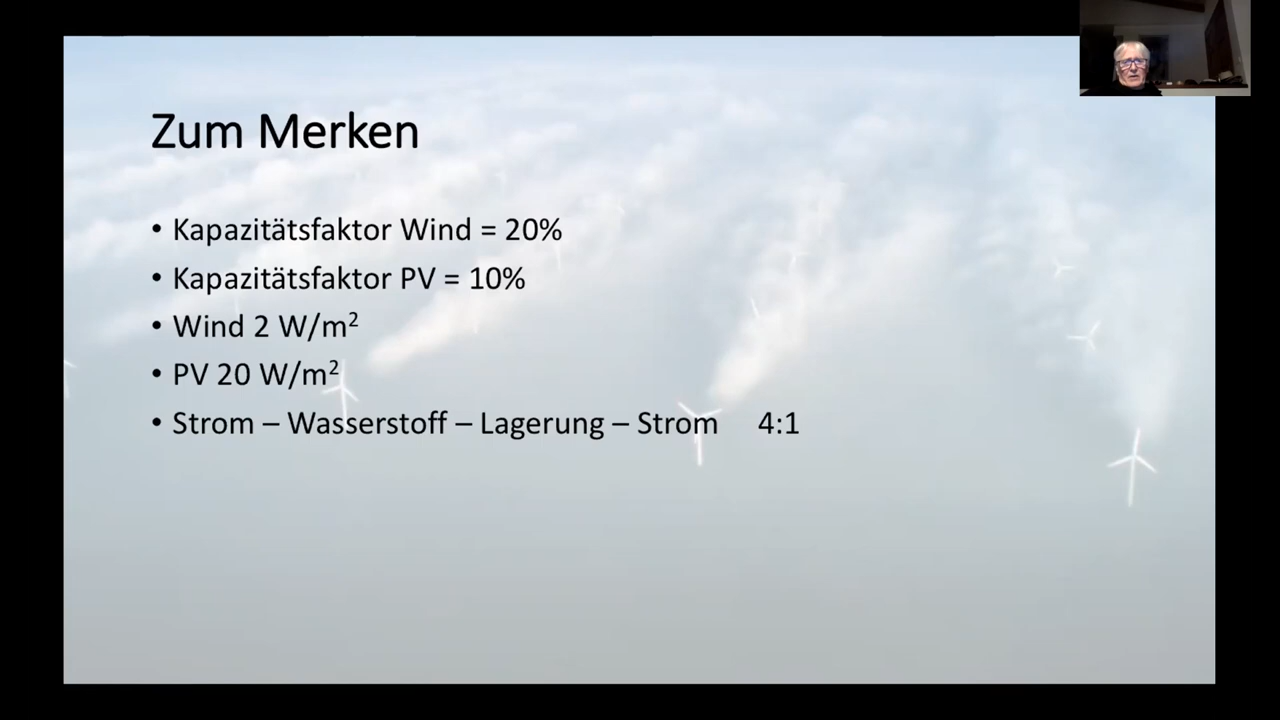 Zum Merken
• Kapazitätsfaktor Wind = 20%
• Kapazitätsfaktor PV = 10%
• Wind 2 W/m²
• PV 20 W/m²
• Strom – Wasserstoff – Lagerung – Strom 4:1